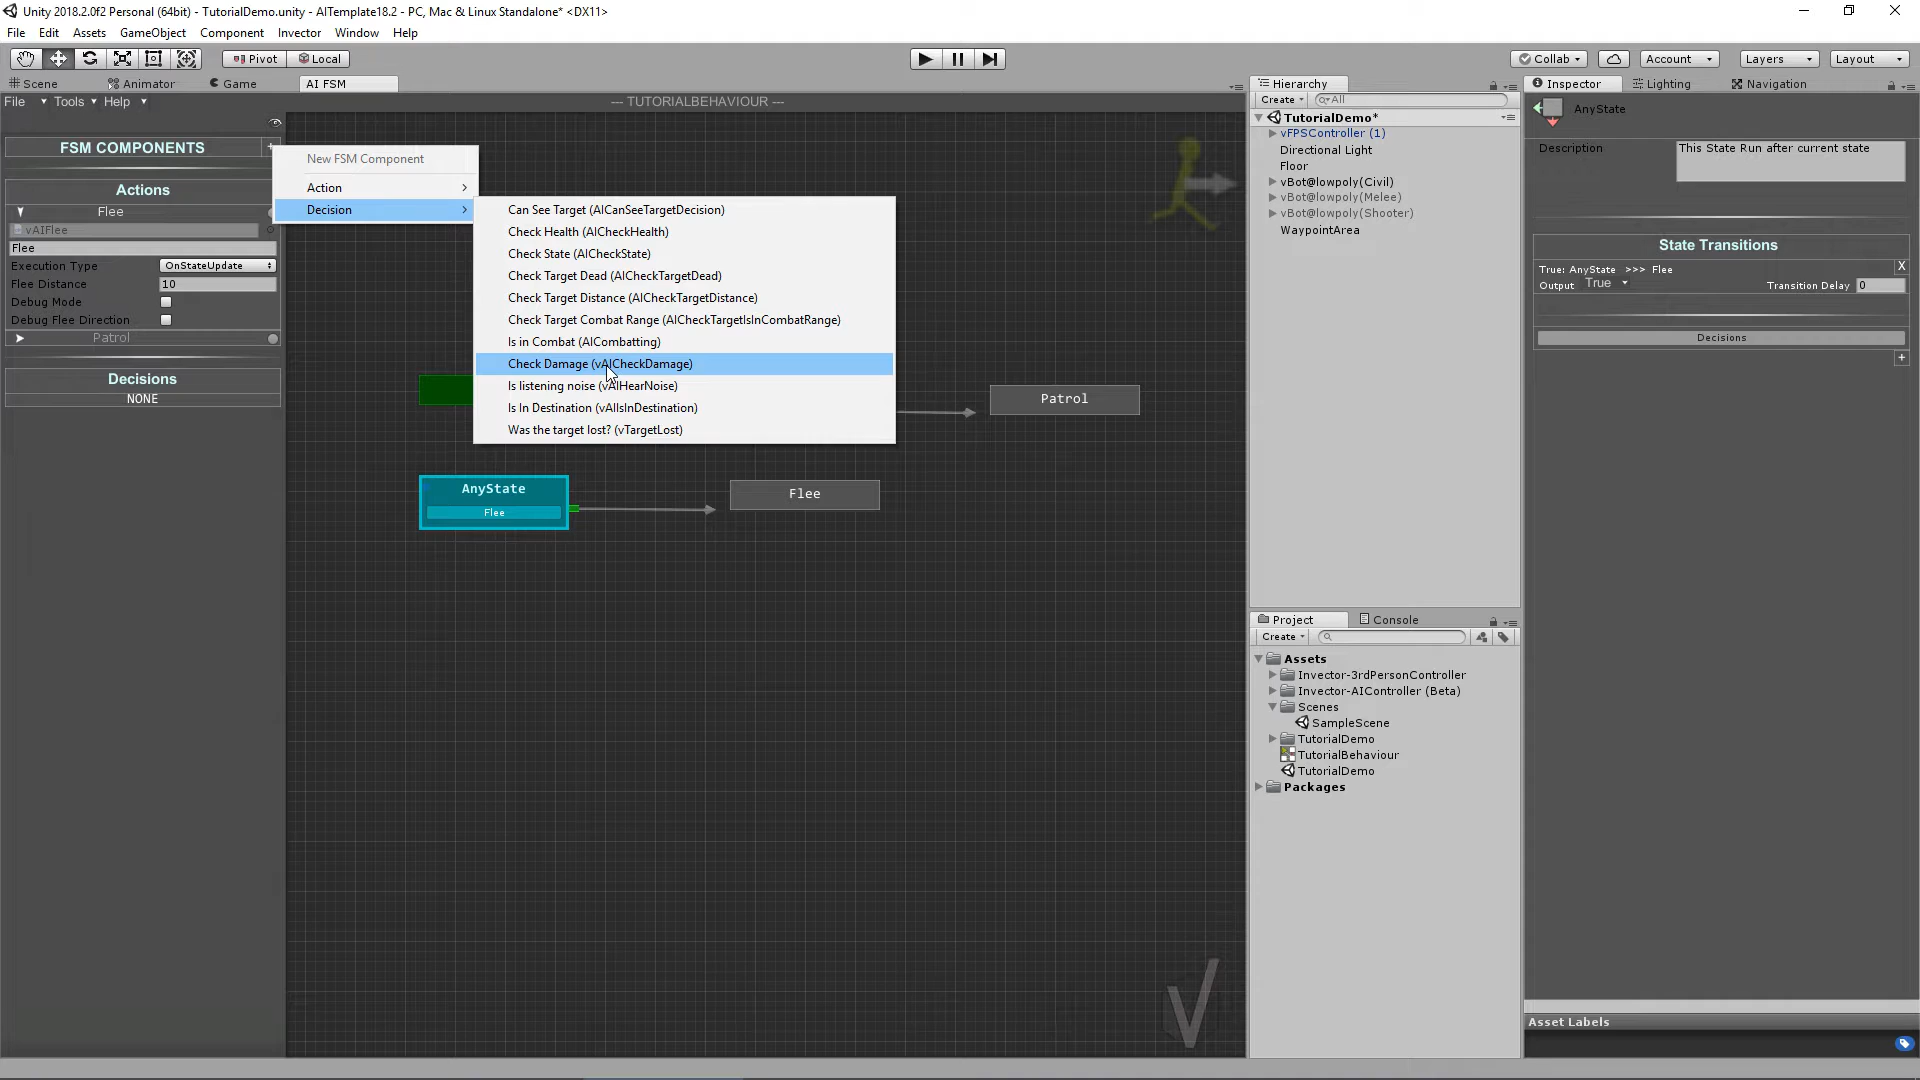 Unity 2018.2.0f2 Personal (64bit) - TutorialDemo.unity - AITemplate18.2 - PC, Mac & Linux Standalone* <DX11>
File Edit Assets GameObject Component Invector Window Help
Pivot Local Collab Account Layers Layout
Scene Animator Game AI FSM Hierarchy Inspector Lighting Navigation
File Tools Help --- TUTORIALBEHAVIOUR ---
Create All
FSM COMPONENTS +
Actions
Flee
vAIFlee
Flee
Execution Type OnStateUpdate
Flee Distance 10
Debug Mode
Debug Flee Direction
Patrol
Decisions
NONE
New FSM Component
Action
Decision
Can See Target (AICanSeeTargetDecision)
Check Health (AICheckHealth)
Check State (AICheckState)
Check Target Dead (AICheckTargetDead)
Check Target Distance (AICheckTargetDistance)
Check Target Combat Range (AICheckTargetIsInCombatRange)
Is in Combat (AICombatting)
Check Damage (vAICheckDamage)
Is listening noise (vAIHearNoise)
Is In Destination (vAIIsInDestination)
Was the target lost? (vTargetLost)
Patrol
AnyState
Flee
Flee
TutorialDemo*
vFPSController (1)
Directional Light
Floor
vBot@lowpoly(Civil)
vBot@lowpoly(Melee)
vBot@lowpoly(Shooter)
WaypointArea
Project Console
Create
Assets
Invector-3rdPersonController
Invector-AIController (Beta)
Scenes
SampleScene
TutorialDemo
TutorialBehaviour
TutorialDemo
Packages
AnyState
Description This State Run after current state
State Transitions
True: AnyState >>> Flee X
Output True Transition Delay 0
Decisions
+
Asset Labels